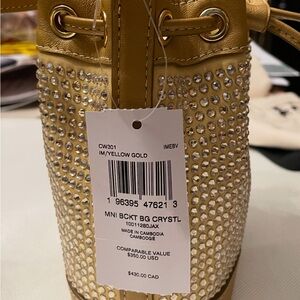 CW301
IM/YELLOW GOLD
IMEBV
1 96395 47621 3
MNI BCKT BG CRYSTL
MADE IN CAMBODIA
CAMBODGE
COMPARABLE VALUE
$350.00 USD
$430.00 CAD